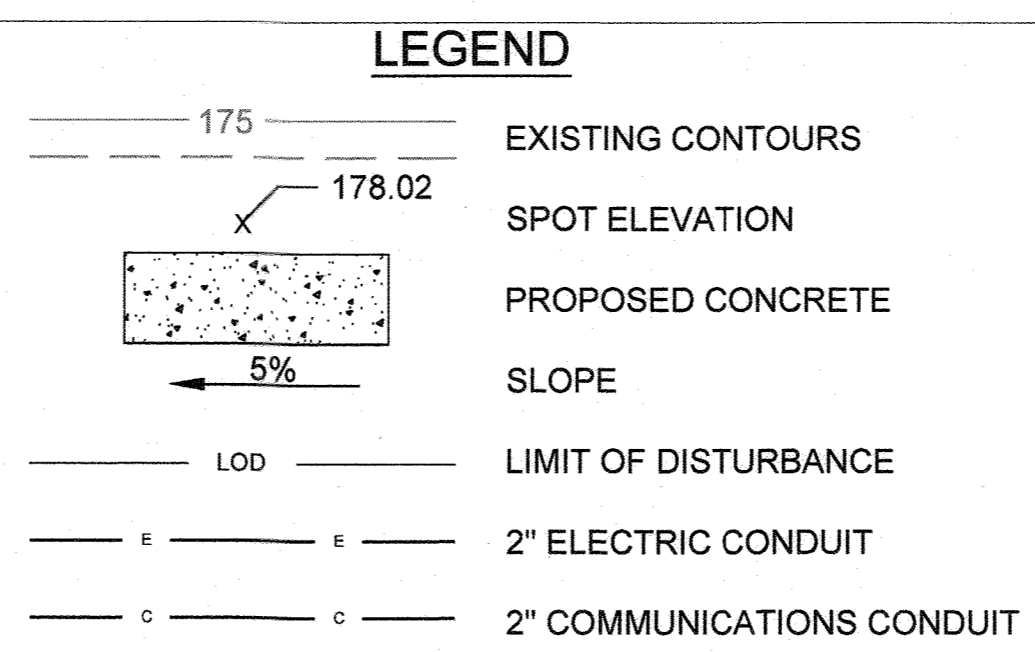 LEGEND
175 EXISTING CONTOURS
178.02
X SPOT ELEVATION
PROPOSED CONCRETE
5% SLOPE
LOD LIMIT OF DISTURBANCE
E E 2" ELECTRIC CONDUIT
C C 2" COMMUNICATIONS CONDUIT